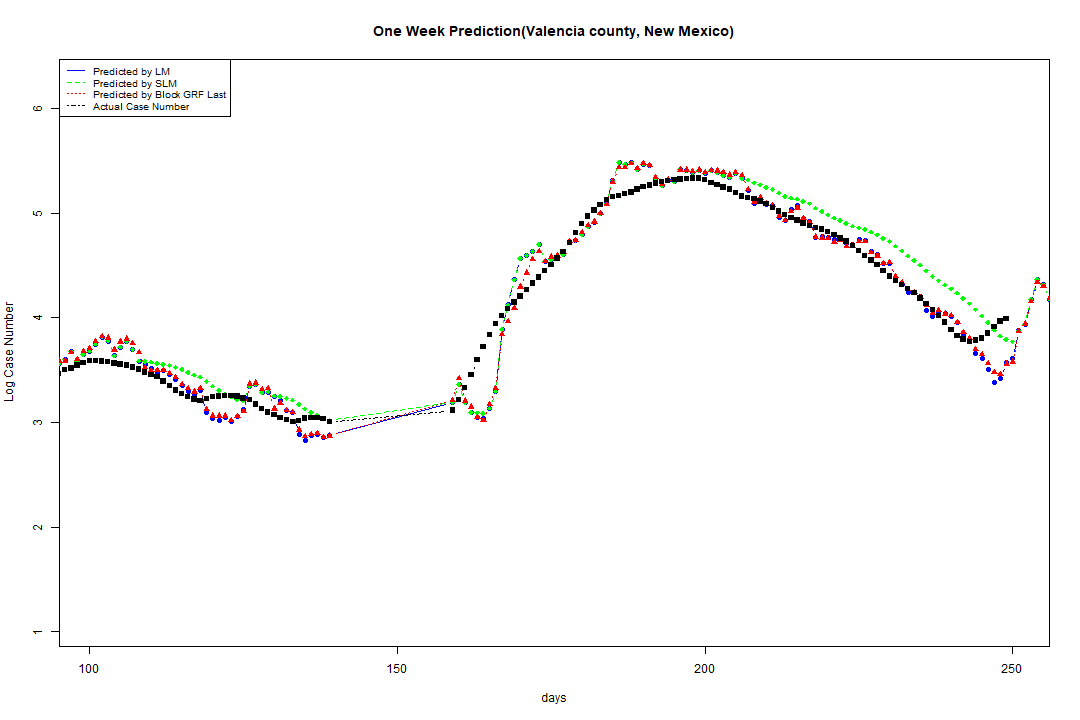 One Week Prediction(Valencia county, New Mexico)
Predicted by LM
Predicted by SLM
Predicted by Block GRF Last
Actual Case Number
Log Case Number
6
5
4
3
2
1
100 150 200 250
days